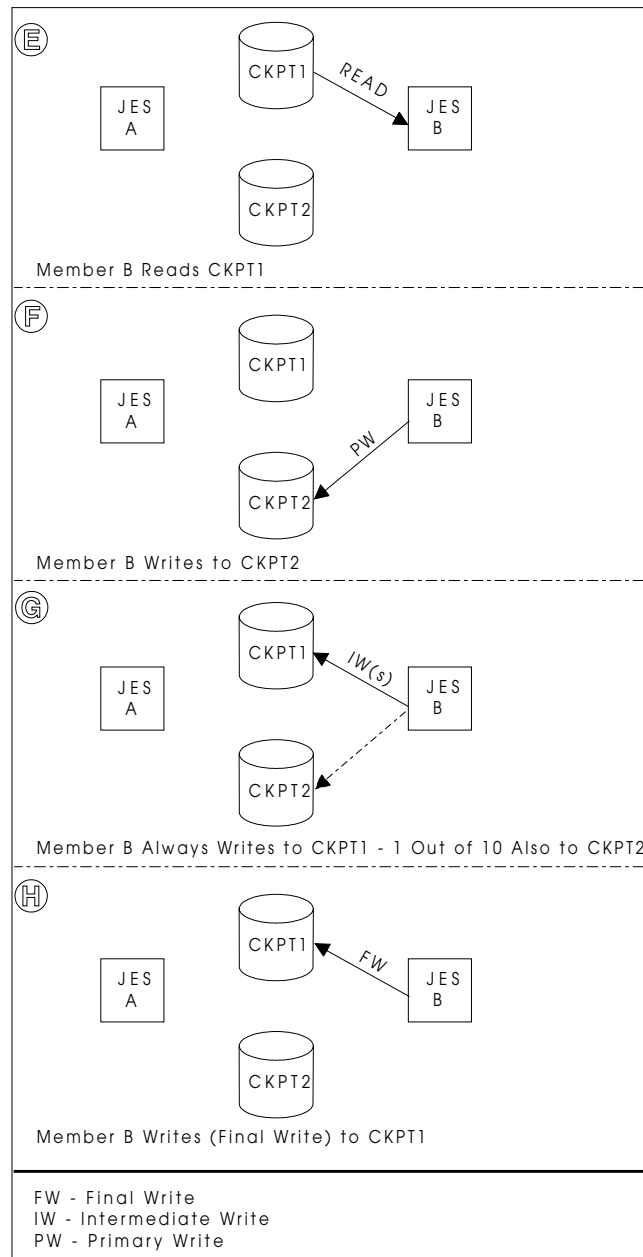 E
CKPT1
READ
JES
A
JES
B
CKPT2
Member B Reads CKPT1
F
CKPT1
JES
A
JES
B
PW
CKPT2
Member B Writes to CKPT2
G
CKPT1
IW(s)
JES
A
JES
B
CKPT2
Member B Always Writes to CKPT1 - 1 Out of 10 Also to CKPT2
H
CKPT1
FW
JES
A
JES
B
CKPT2
Member B Writes (Final Write) to CKPT1
FW - Final Write
IW - Intermediate Write
PW - Primary Write